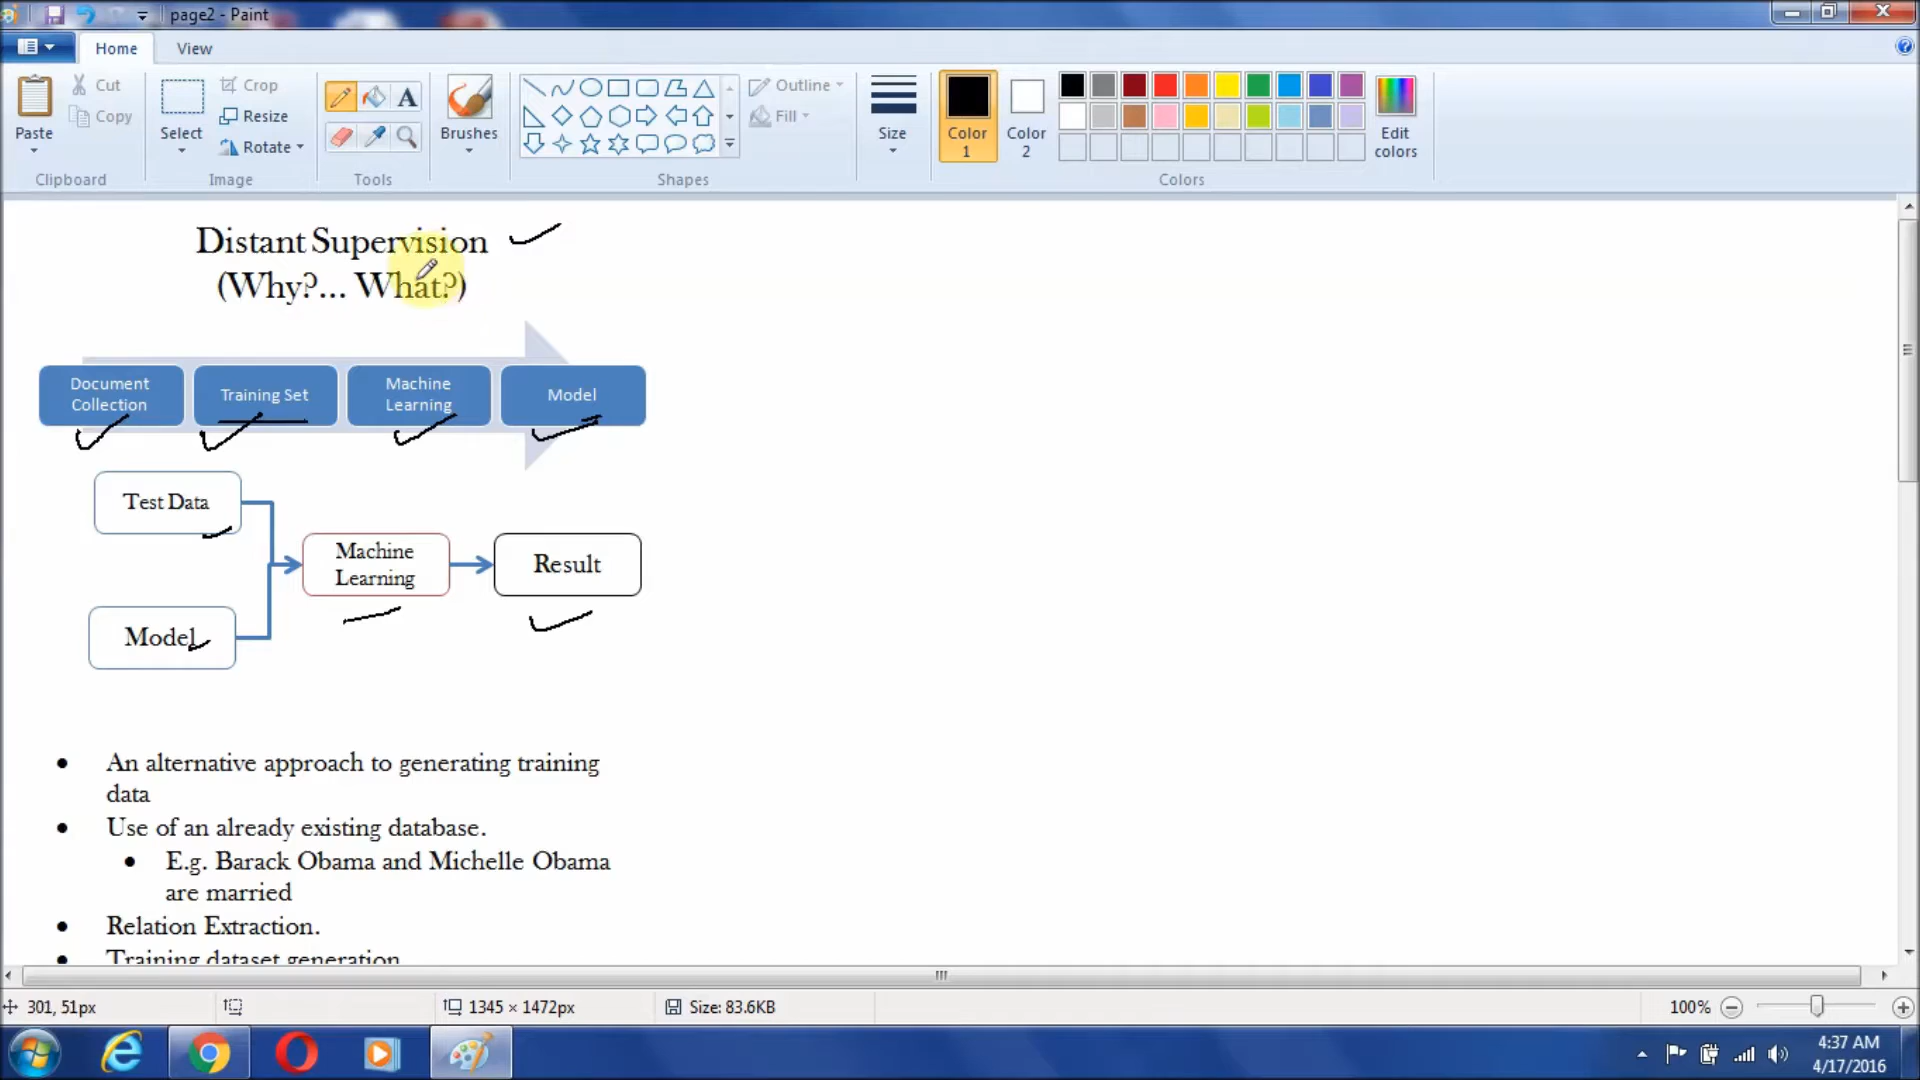 page2 - Paint
Home
View
Paste
Cut
Copy
Clipboard
Select
Crop
Resize
Rotate
Image
A
Tools
Brushes
Outline
Fill
Shapes
Size
Color
1
Color
2
Edit
colors
Colors
Distant Supervision
(Why?... What?)
Document
Collection
Training Set
Machine
Learning
Model
Test Data
Machine
Learning
Result
Model
• An alternative approach to generating training
data
• Use of an already existing database.
• E.g. Barack Obama and Michelle Obama
are married
• Relation Extraction.
• Training dataset generation
301, 51px
1345 × 1472px
Size: 83.6KB
100%
4:37 AM
4/17/2016